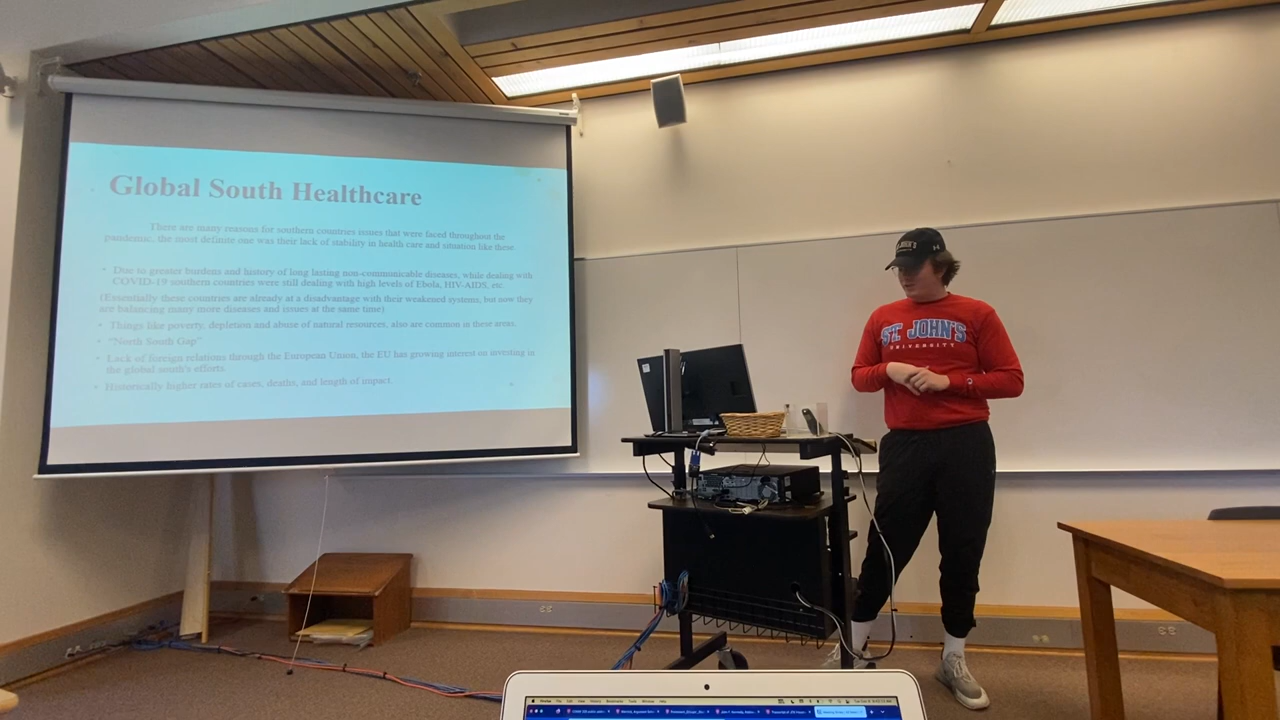 Global South Healthcare
There are many reasons for southern countries issues that were faced throughout the
pandemic, the most definite one was their lack of stability in health care and situation like these.
• Due to greater burdens and history of long lasting non-communicable diseases, while dealing with
COVID-19 southern countries were still dealing with high levels of Ebola, HIV-AIDS, etc.
(Essentially these countries are already at a disadvantage with their weakened systems, but now they
are balancing many more diseases and issues at the same time)
• Things like poverty, depletion and abuse of natural resources, also are common in these areas.
• "North South Gap"
• Lack of foreign relations through the European Union, the EU has growing interest on investing in
the global south's efforts.
• Historically higher rates of cases, deaths, and length of impact.
ST. JOHN'S
UNIVERSITY